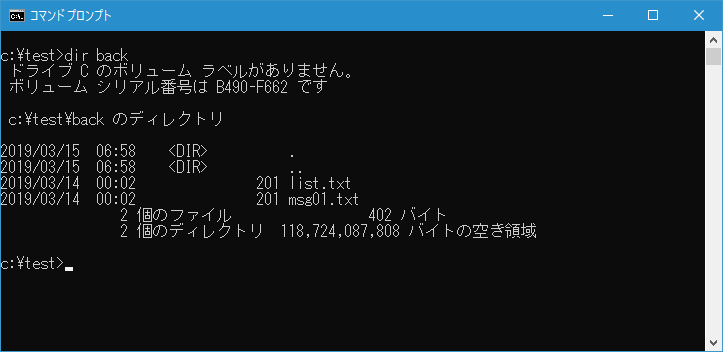 コマンドプロンプト
c:¥test>dir back
ドライブ C のボリューム ラベルがありません。
ボリューム シリアル番号は B490-F662 です
c:¥test¥back のディレクトリ
2019/03/15  06:58    <DIR>          .
2019/03/15  06:58    <DIR>          ..
2019/03/14  00:02               201 list.txt
2019/03/14  00:02               201 msg01.txt
2 個のファイル                 402 バイト
2 個のディレクトリ  118,724,087,808 バイトの空き領域
c:¥test>